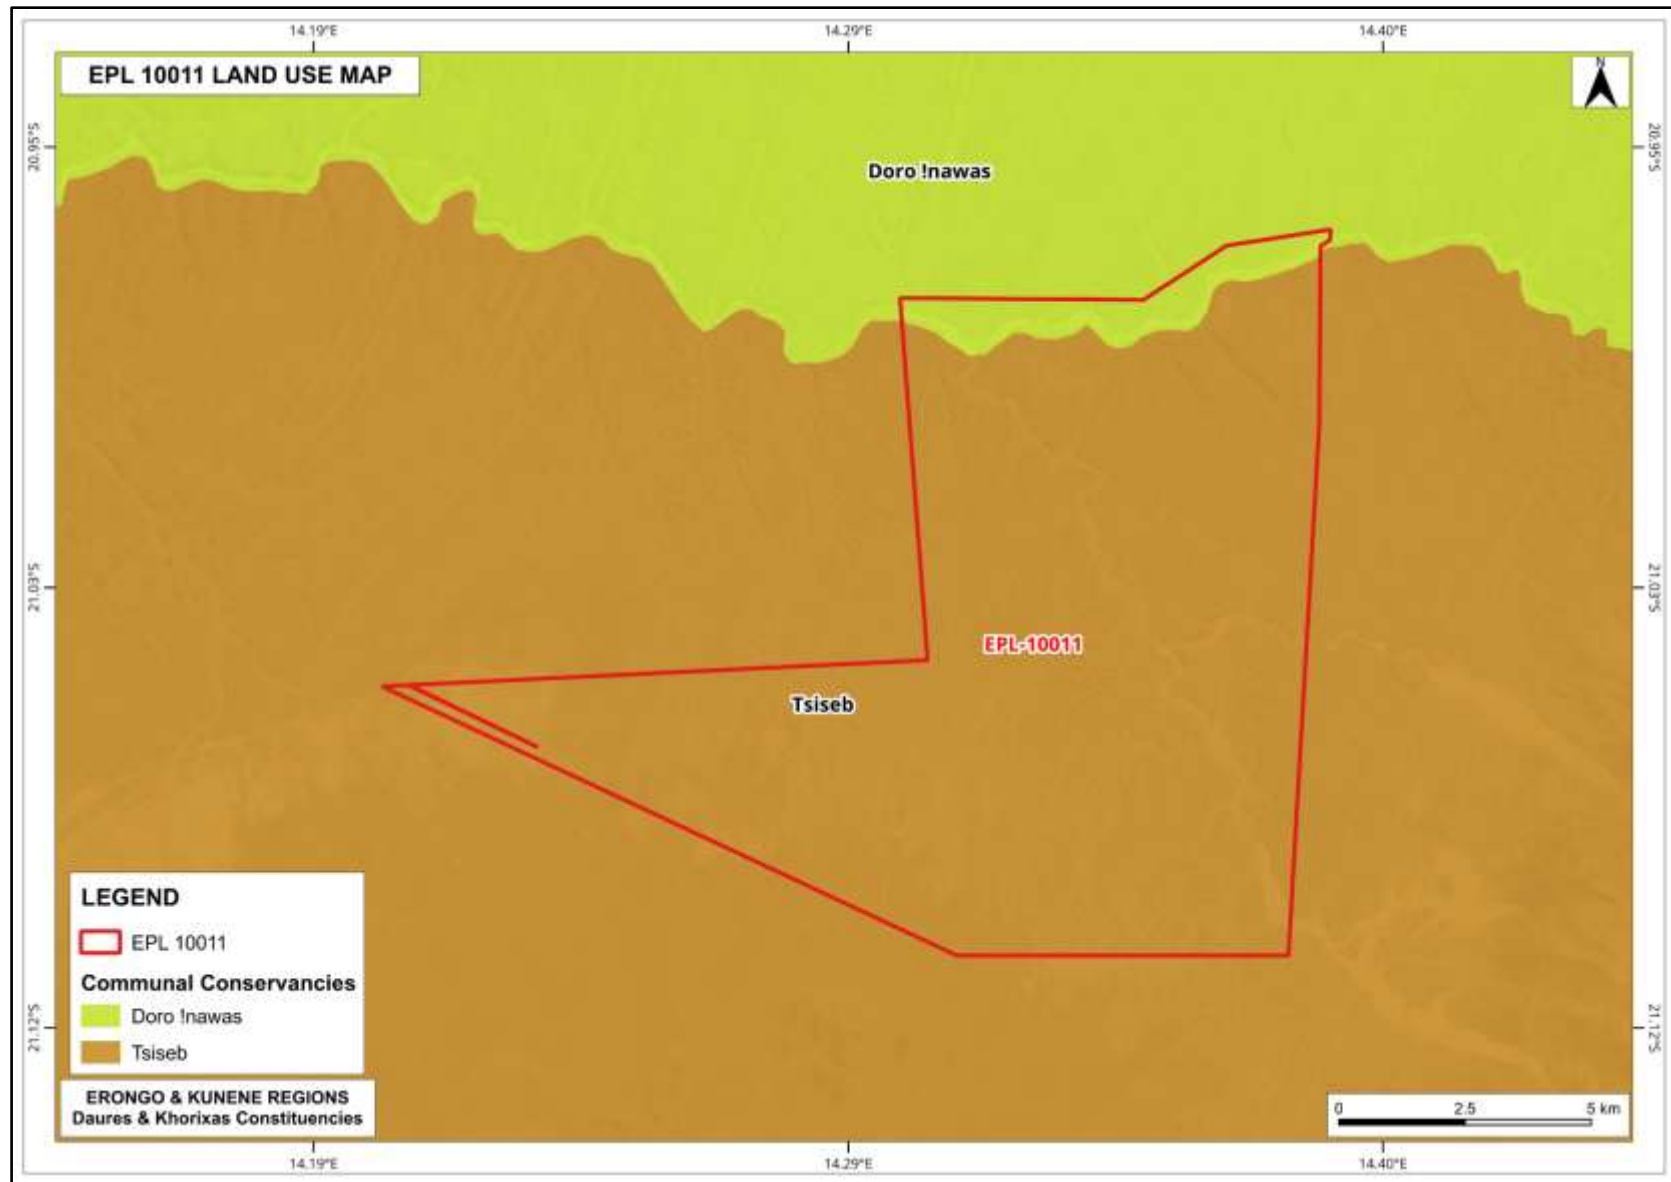 14.19°E 14.29°E 14.40°E
EPL 10011 LAND USE MAP
N
20.95°S 20.95°S
Doro !nawas
21.03°S 21.03°S
EPL-10011
Tsiseb
LEGEND
EPL 10011
Communal Conservancies
Doro !nawas
Tsiseb
21.12°S 21.12°S
ERONGO & KUNENE REGIONS
Daures & Khorixas Constituencies
0 2.5 5 km
14.19°E 14.29°E 14.40°E